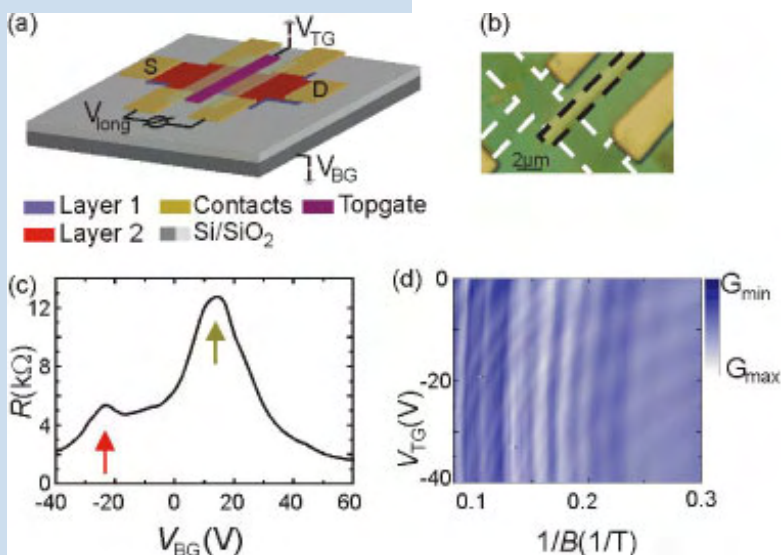 (a)
V_TG
S
D
V_long
V_BG
Layer 1 Contacts Topgate
Layer 2 Si/SiO₂
(b)
2µm
(c)
12
8
4
0
R(kΩ)
-40 -20 0 20 40 60
V_BG(V)
(d)
0
-20
-40
V_TG(V)
0.1 0.2 0.3
1/B(1/T)
G_min
G_max